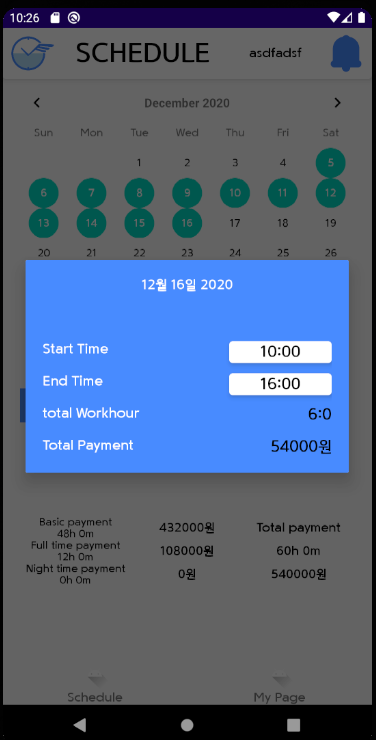 10:26
SCHEDULE
asdfadsf
December 2020
Sun Mon Tue Wed Thu Fri Sat
1 2 3 4 5
6 7 8 9 10 11 12
13 14 15 16 17 18 19
20 21 22 23 24 25 26
12월 16일 2020
Start Time 10:00
End Time 16:00
total Workhour 6:0
Total Payment 54000원
Basic payment
48h 0m
432000원
Total payment
Full time payment
12h 0m
108000원
60h 0m
Night time payment
0h 0m
0원
540000원
Schedule My Page